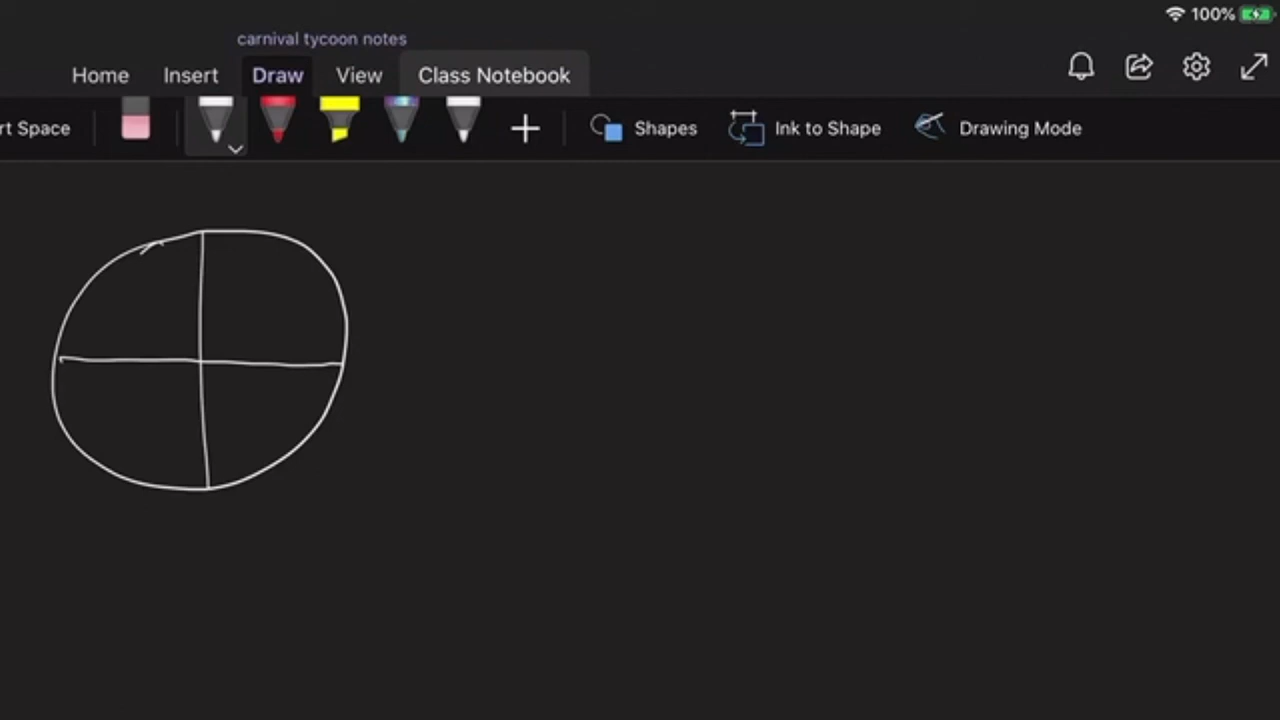 100%
carnival tycoon notes
Home Insert Draw View Class Notebook
rt Space Shapes Ink to Shape Drawing Mode